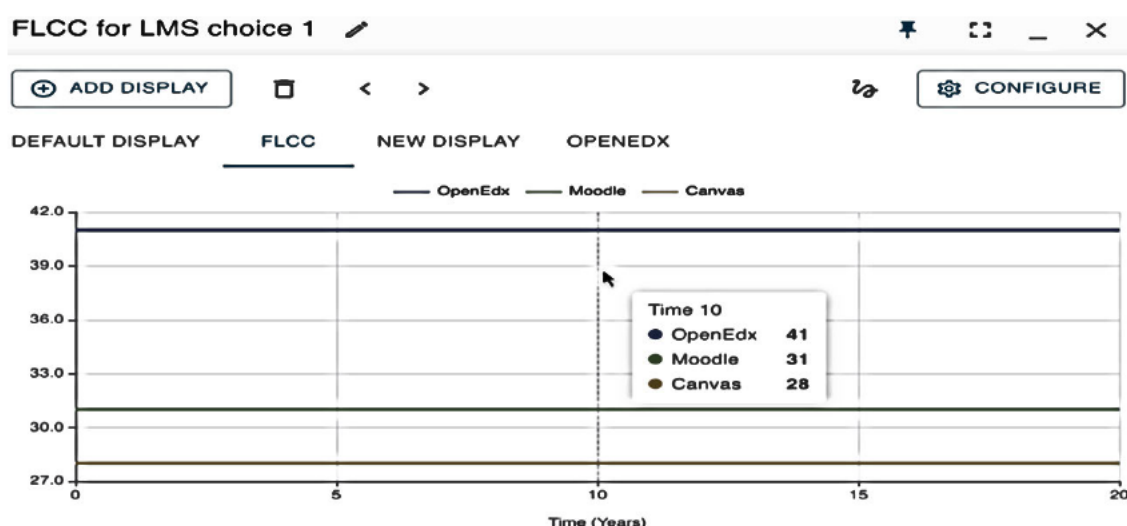 FLCC for LMS choice 1
ADD DISPLAY < > CONFIGURE
DEFAULT DISPLAY FLCC NEW DISPLAY OPENEDX
OpenEdx Moodle Canvas
42.0
39.0
36.0
33.0
30.0
27.0
Time 10
OpenEdx 41
Moodle 31
Canvas 28
0 5 10 15 20
Time (Years)